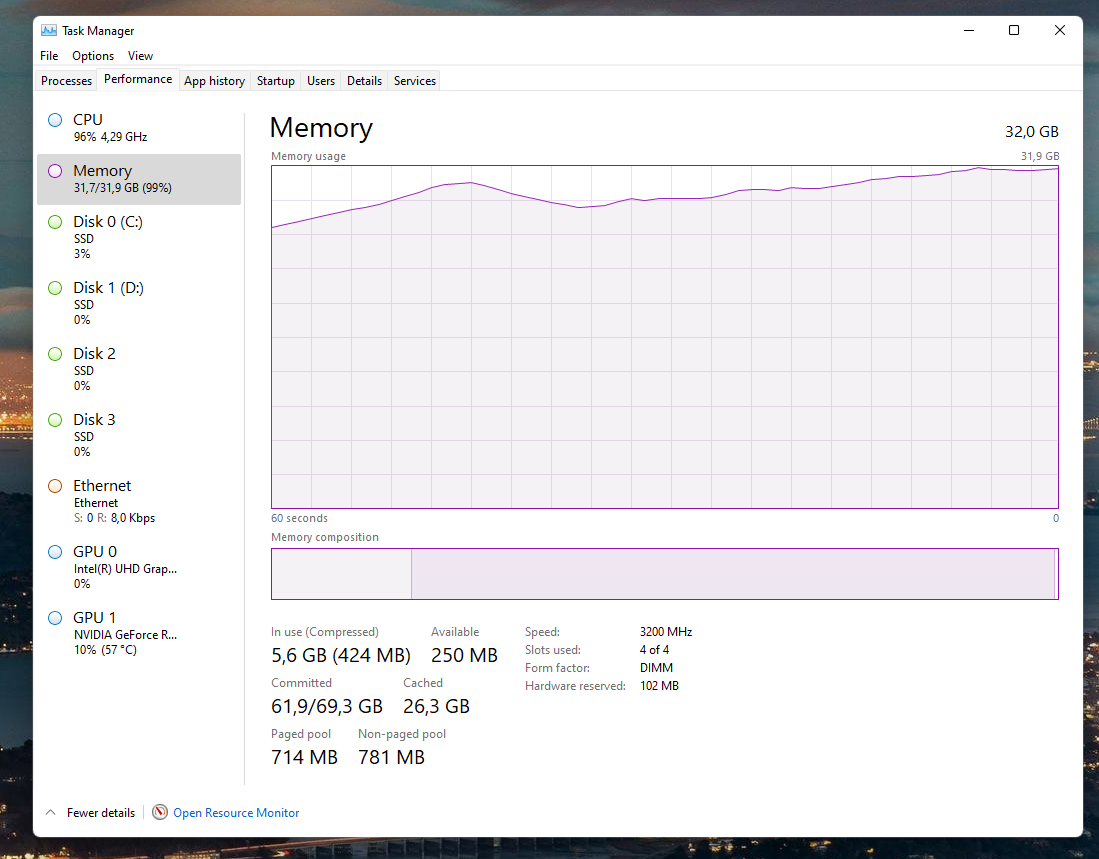 Task Manager
File Options View
Processes Performance App history Startup Users Details Services
CPU
96% 4,29 GHz
Memory
31,7/31,9 GB (99%)
Disk 0 (C:)
SSD
3%
Disk 1 (D:)
SSD
0%
Disk 2
SSD
0%
Disk 3
SSD
0%
Ethernet
Ethernet
S: 0 R: 8,0 Kbps
GPU 0
Intel(R) UHD Grap...
0%
GPU 1
NVIDIA GeForce R...
10% (57 °C)
Memory 32,0 GB
Memory usage 31,9 GB
60 seconds 0
Memory composition
In use (Compressed) Available
5,6 GB (424 MB) 250 MB
Committed Cached
61,9/69,3 GB 26,3 GB
Paged pool Non-paged pool
714 MB 781 MB
Speed: 3200 MHz
Slots used: 4 of 4
Form factor: DIMM
Hardware reserved: 102 MB
Fewer details Open Resource Monitor